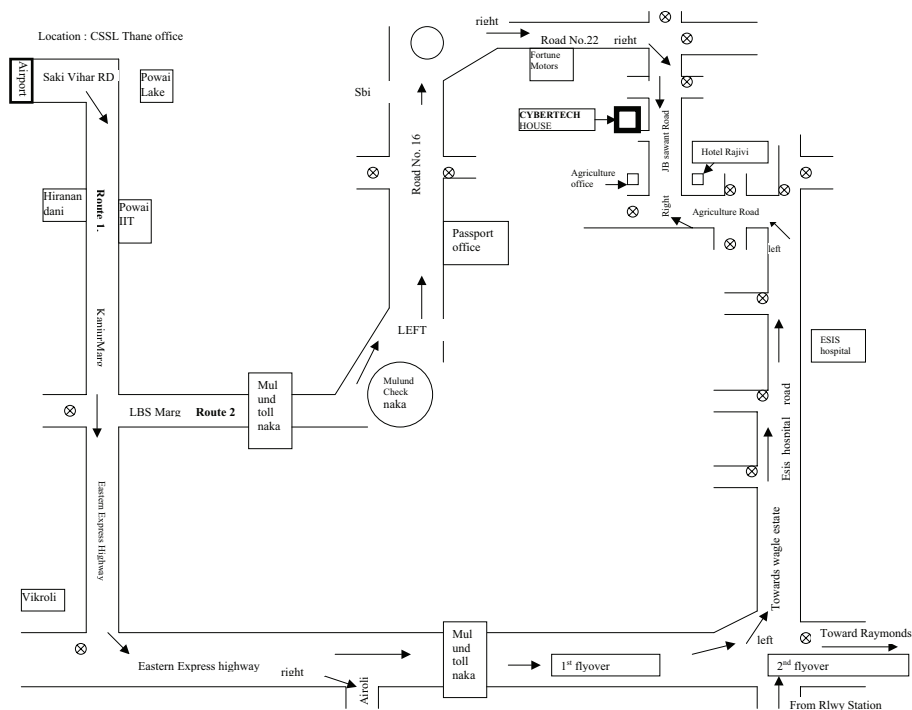 Location : CSSL Thane office
Airport
Saki Vihar RD
Powai
Lake
Hiranan
dani
Route 1.
Powai
IIT
KanjurMarg
LBS Marg Route 2
Mul
und
toll
naka
Mulund
Check
naka
LEFT
Sbi
Road No. 16
Passport
office
right
Road No.22
right
Fortune
Motors
CYBERTECH
HOUSE
JB sawant Road
Hotel Rajivi
Agriculture
office
Right
Agriculture Road
left
ESIS
hospital
Esis hospital road
Towards wagle estate
Eastern Express Highway
Vikroli
Eastern Express highway
right
Airoli
Mul
und
toll
naka
1st flyover
left
Toward Raymonds
2nd flyover
From Rlwy Station